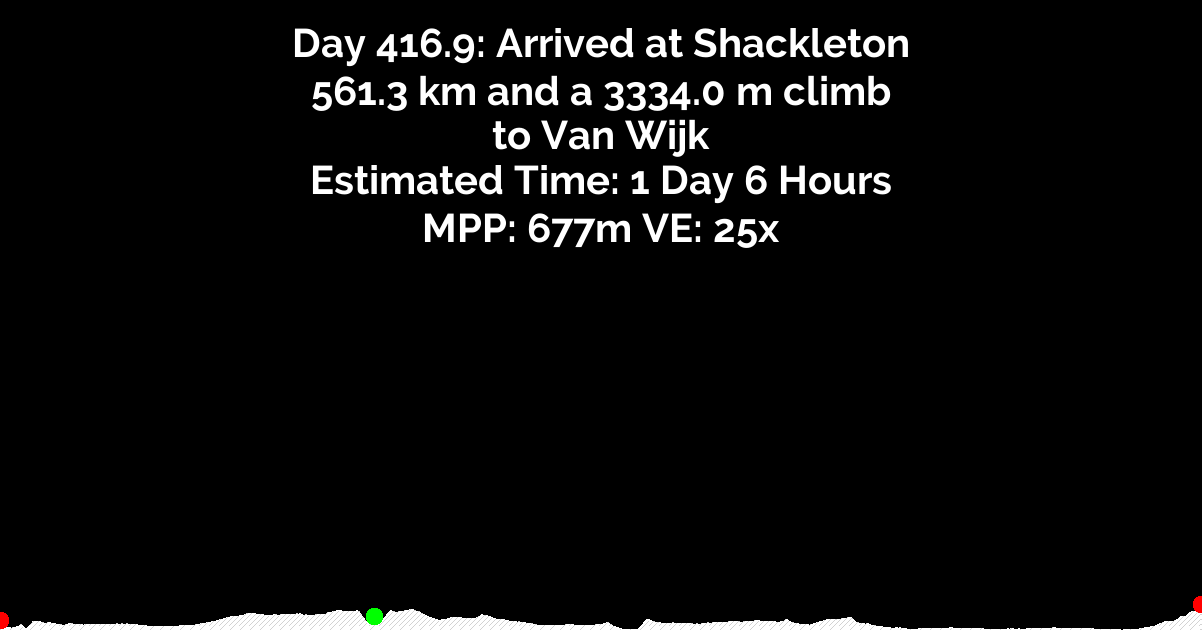 Day 416.9: Arrived at Shackleton
561.3 km and a 3334.0 m climb
to Van Wijk
Estimated Time: 1 Day 6 Hours
MPP: 677m VE: 25x